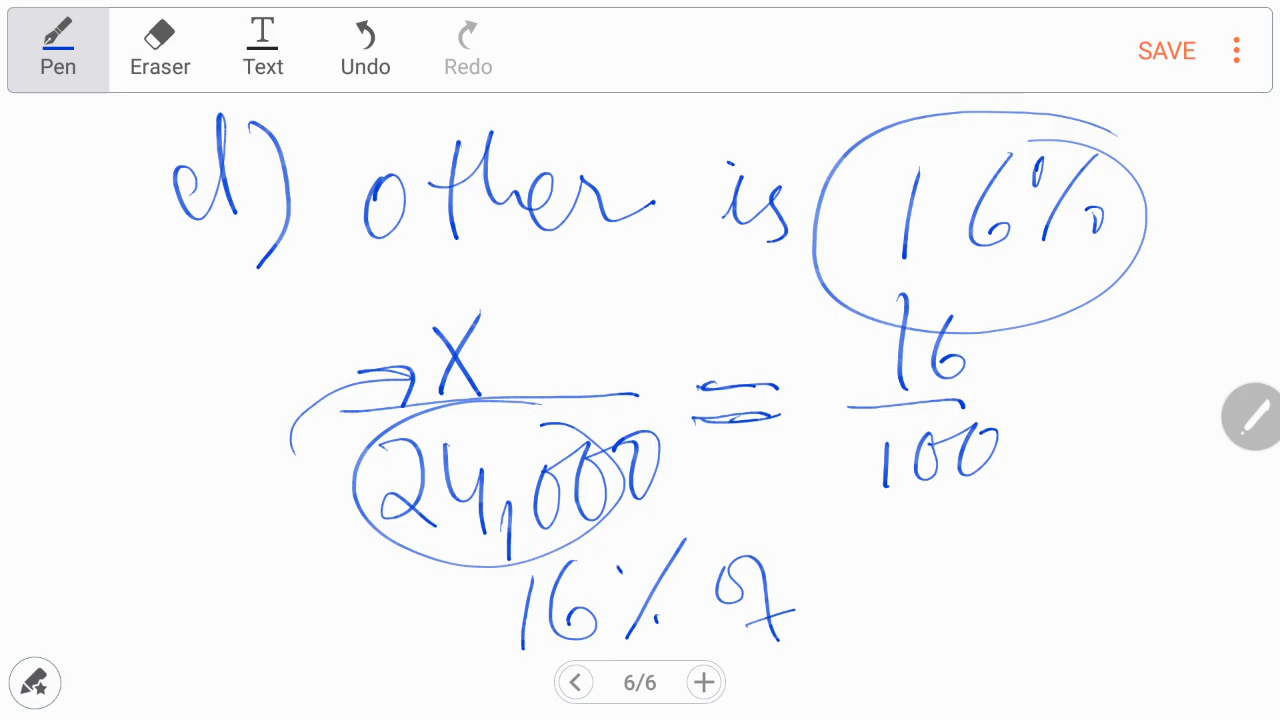 Pen Eraser Text Undo Redo SAVE
d) other is 16%
x = 16
24,000 100
16% of
6/6